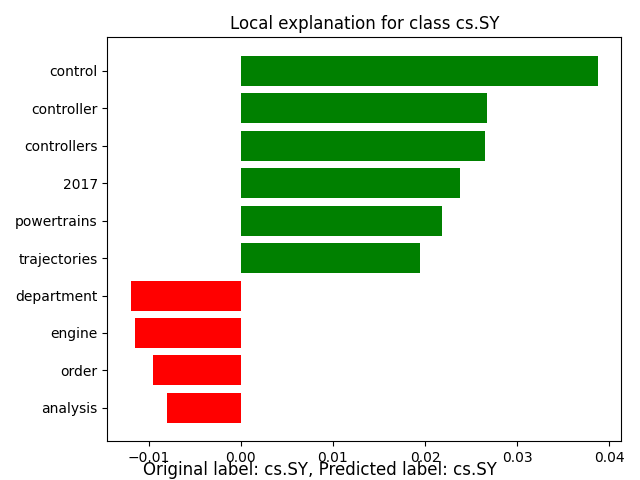 Local explanation for class cs.SY
control
controller
controllers
2017
powertrains
trajectories
department
engine
order
analysis
−0.01 0.00 0.01 0.02 0.03 0.04
Original label: cs.SY, Predicted label: cs.SY